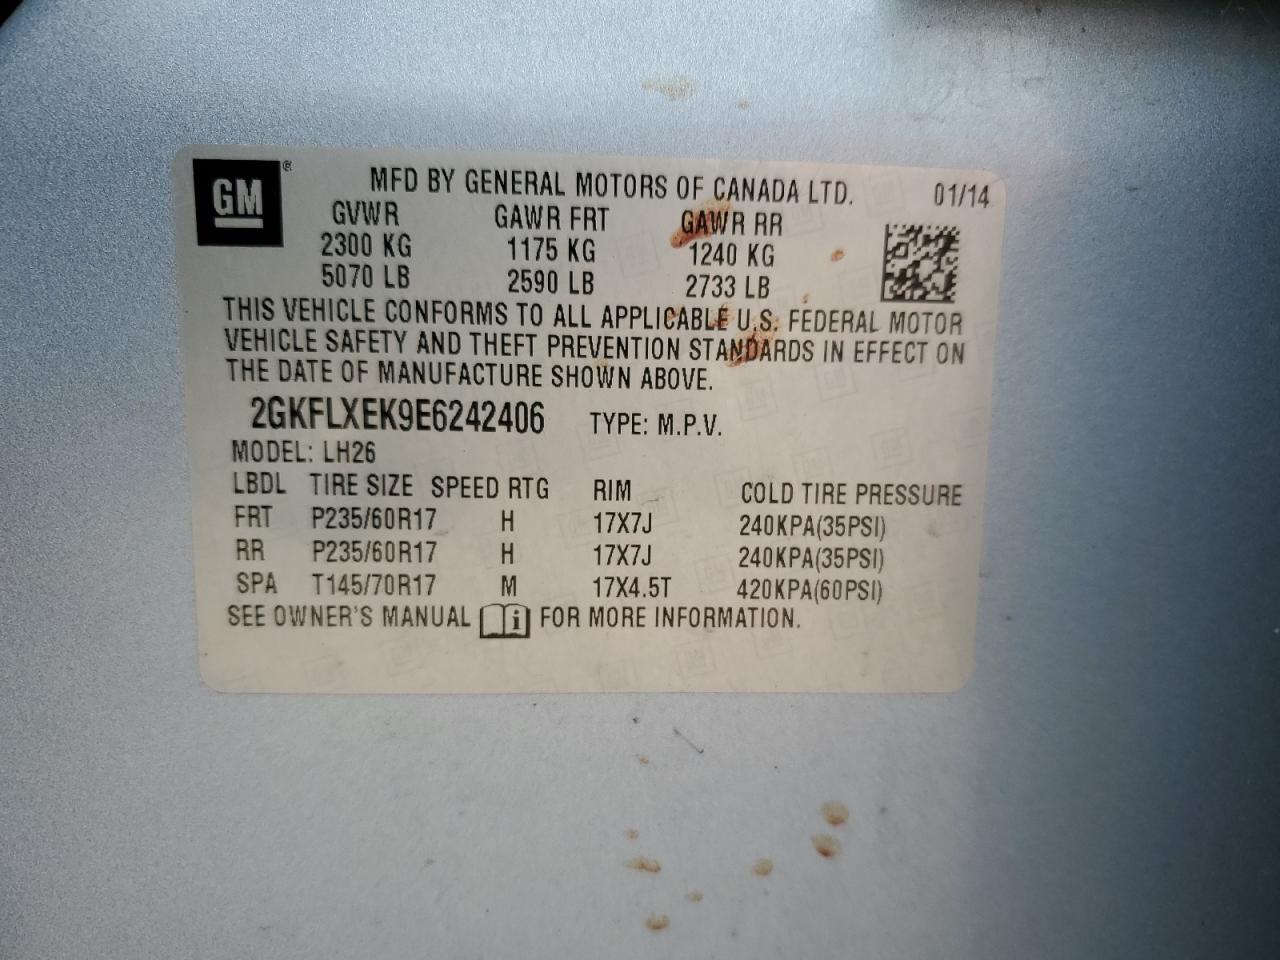 GM ® MFD BY GENERAL MOTORS OF CANADA LTD. 01/14
GVWR GAWR FRT GAWR RR
2300 KG 1175 KG 1240 KG
5070 LB 2590 LB 2733 LB
THIS VEHICLE CONFORMS TO ALL APPLICABLE U.S. FEDERAL MOTOR
VEHICLE SAFETY AND THEFT PREVENTION STANDARDS IN EFFECT ON
THE DATE OF MANUFACTURE SHOWN ABOVE.
2GKFLXEK9E6242406 TYPE: M.P.V.
MODEL: LH26
LBDL TIRE SIZE SPEED RTG RIM COLD TIRE PRESSURE
FRT P235/60R17 H 17X7J 240KPA(35PSI)
RR P235/60R17 H 17X7J 240KPA(35PSI)
SPA T145/70R17 M 17X4.5T 420KPA(60PSI)
SEE OWNER'S MANUAL i FOR MORE INFORMATION.